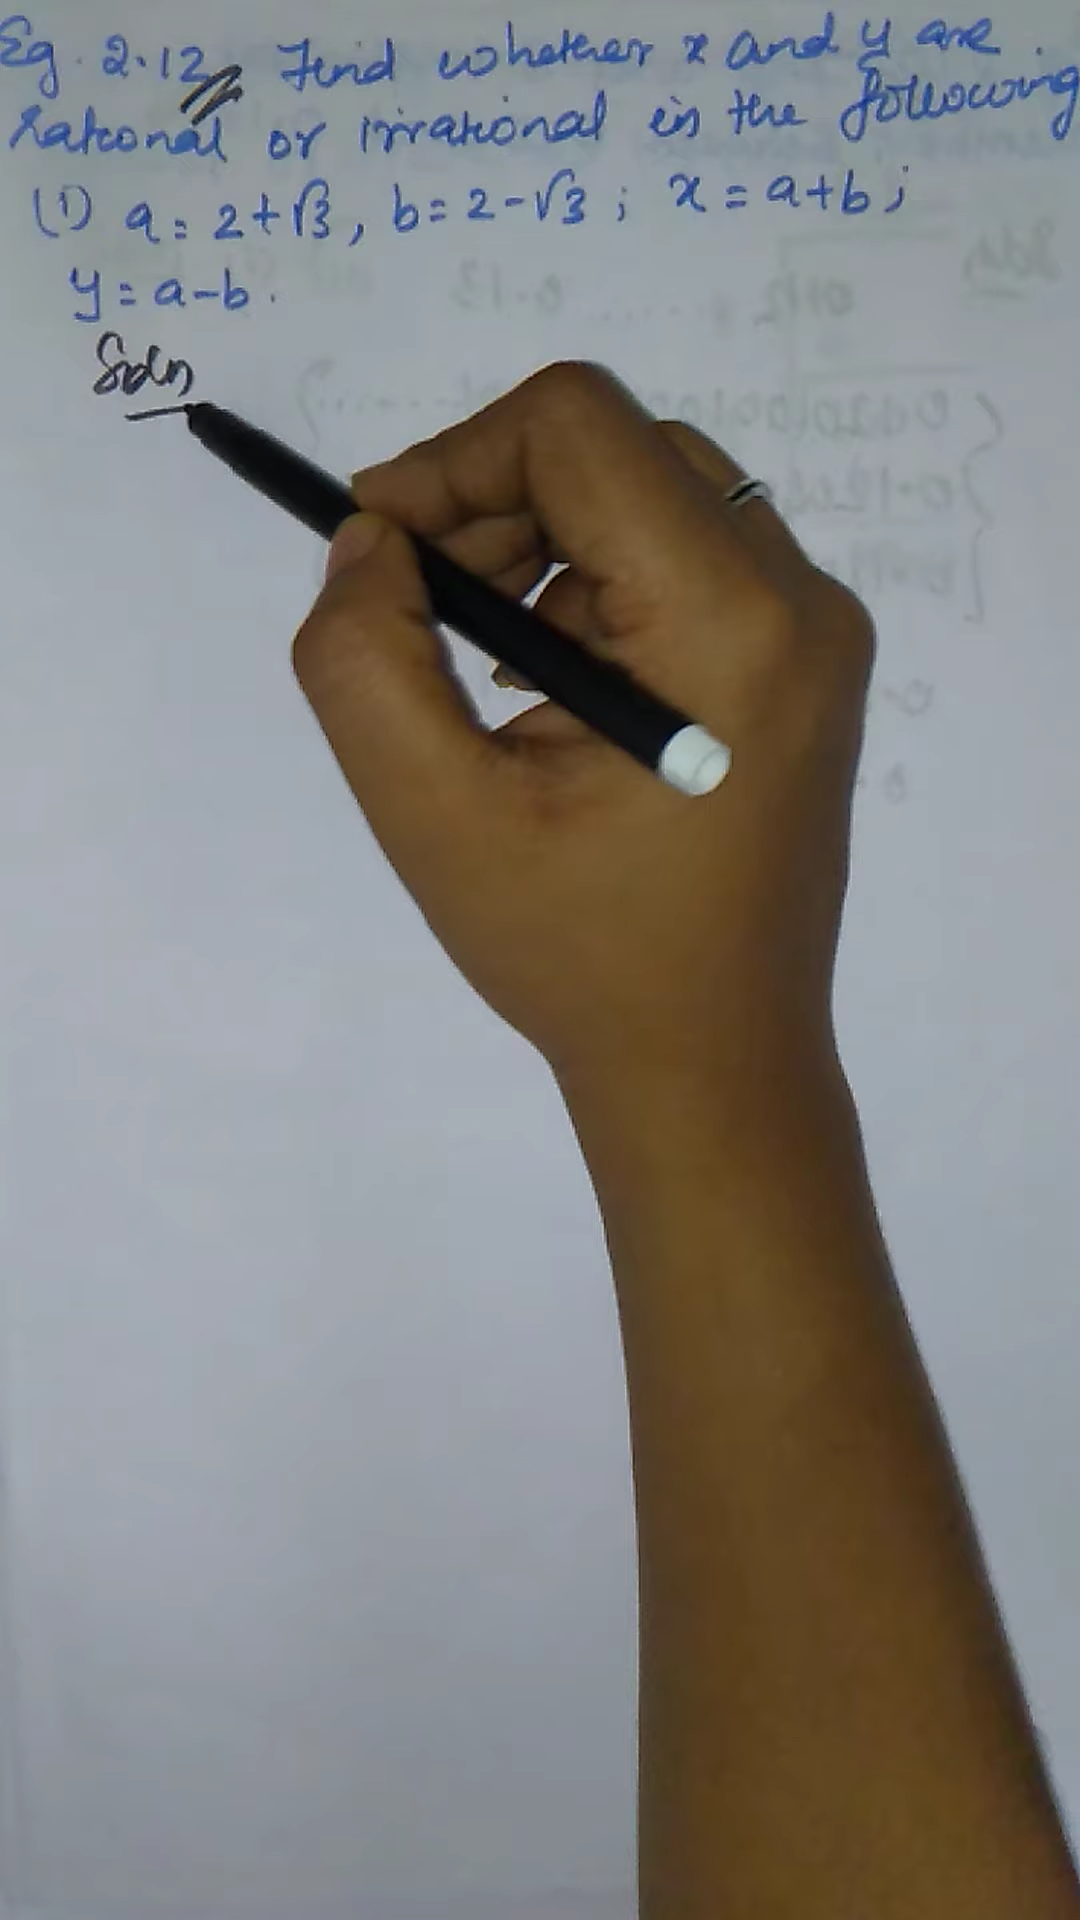 Eg. 2.12 Find whether x and y are.
rational or irrational in the following
(1) a = 2+√3, b = 2-√3; x = a+b;
y = a-b.
Soln